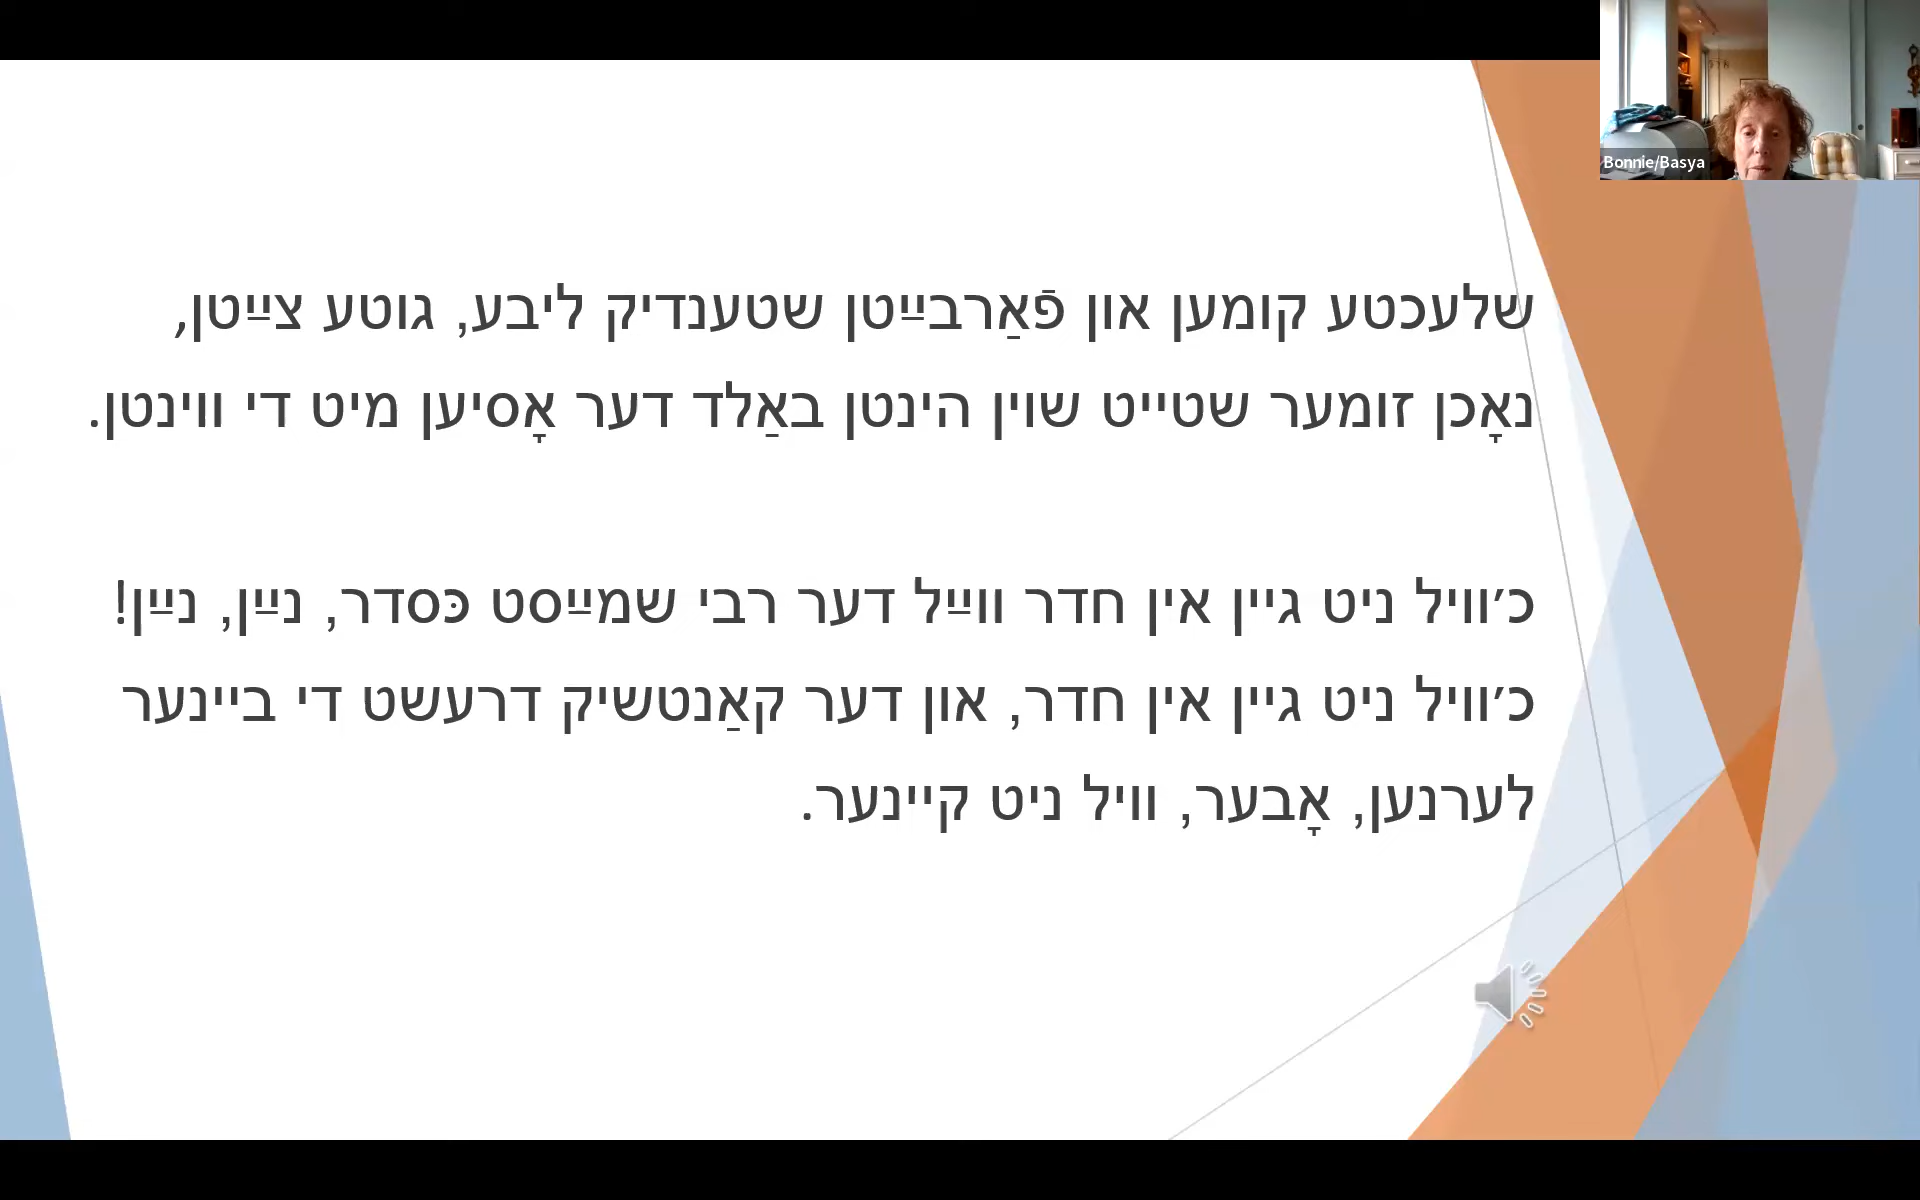 Bonnie/Basya
שלעכטע קומען און פֿאַרבײַטן שטענדיק ליבע, גוטע צײַטן,
נאָכן זומער שטייט שוין הינטן באַלד דער אָסיען מיט די ווינטן.
כ׳וויל ניט גיין אין חדר ווײַל דער רבי שמײַסט כּסדר, נײַן, נײַן!
כ׳וויל ניט גיין אין חדר, און דער קאַנטשיק דרעשט די ביינער
לערנען, אָבער, וויל ניט קיינער.